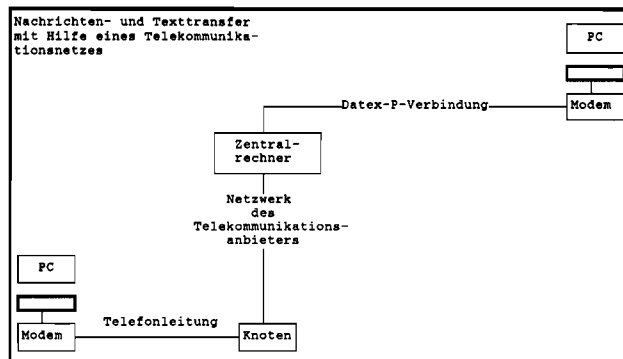 Nachrichten- und Texttransfer
mit Hilfe eines Telekommunika-
tionsnetzes
PC
Datex-P-Verbindung
Modem
Zentral-
rechner
Netzwerk
des
Telekommunikations-
anbieters
PC
Telefonleitung
Modem
Knoten